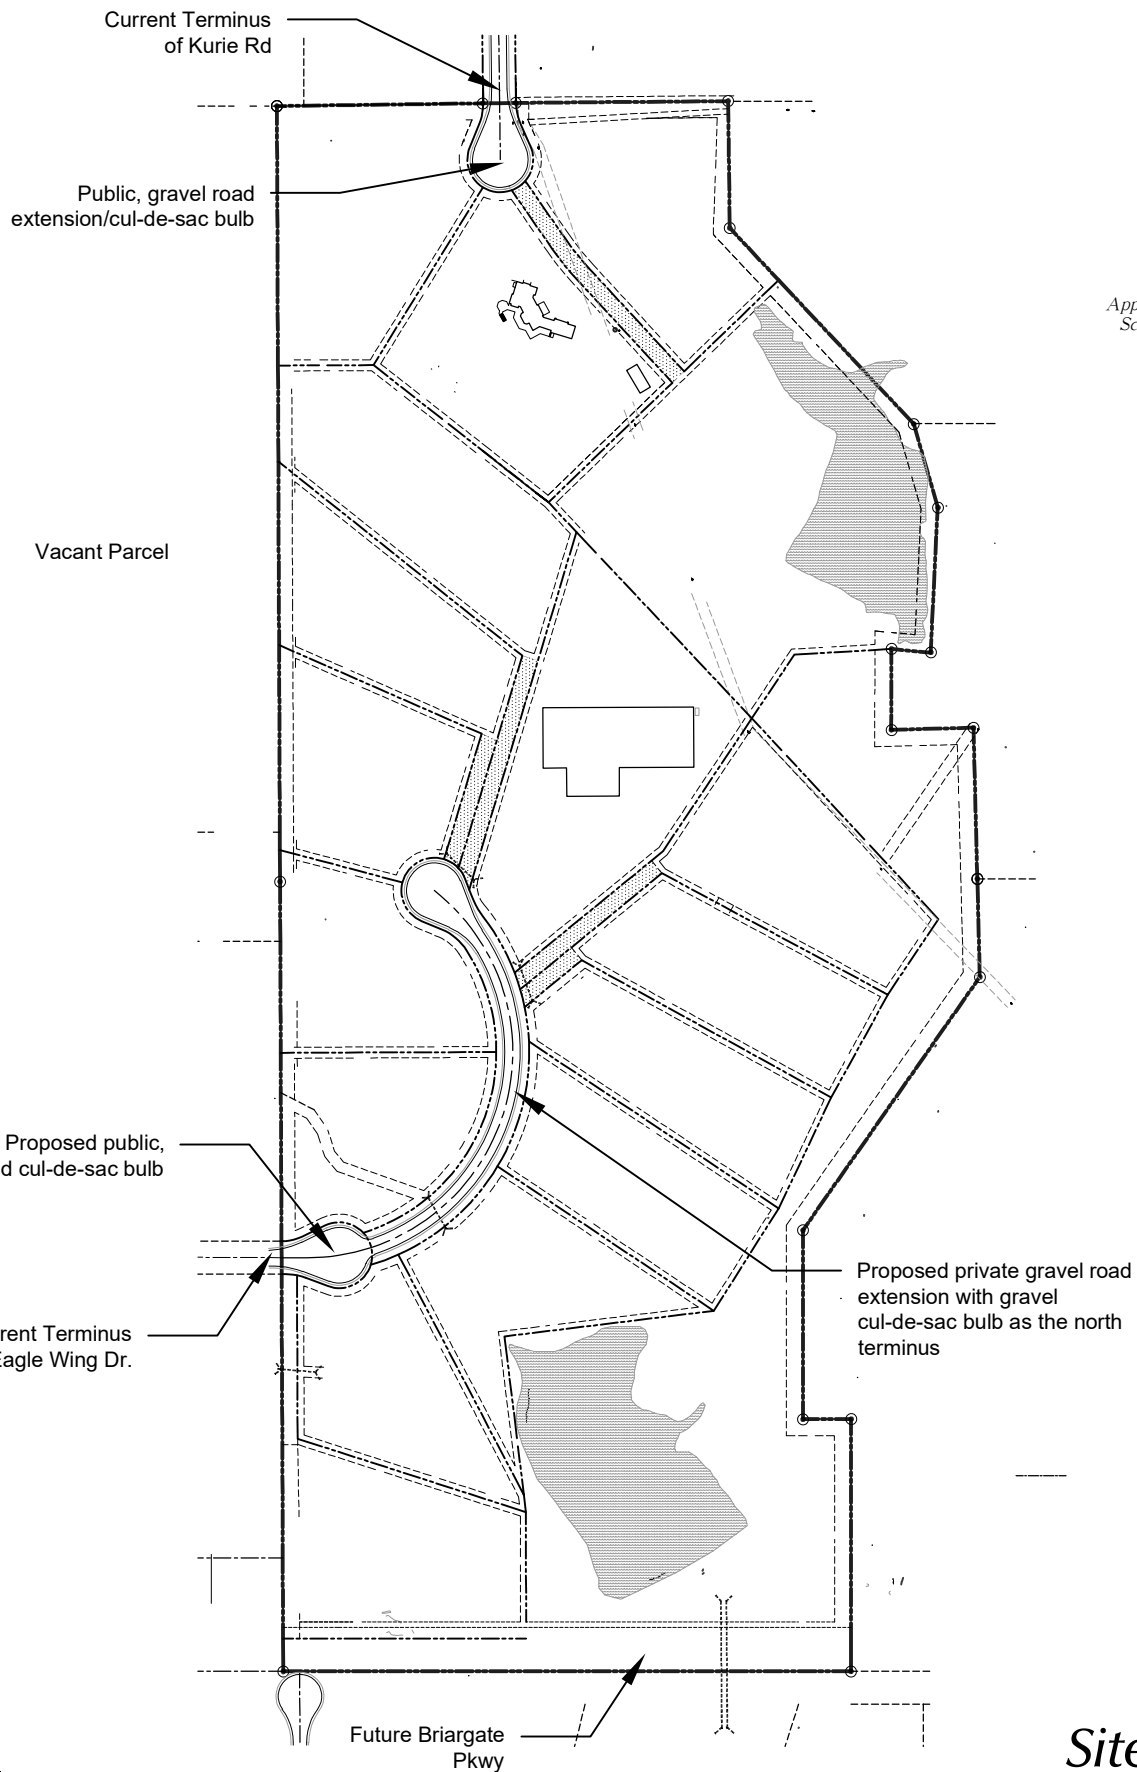 Current Terminus
of Kurie Rd
Public, gravel road
extension/cul-de-sac bulb
Vacant Parcel
Proposed public,
cul-de-sac bulb
Terminus
Eagle Wing Dr.
Proposed private gravel road
extension with gravel
cul-de-sac bulb as the north
terminus
Future Briargate
Pkwy
Site